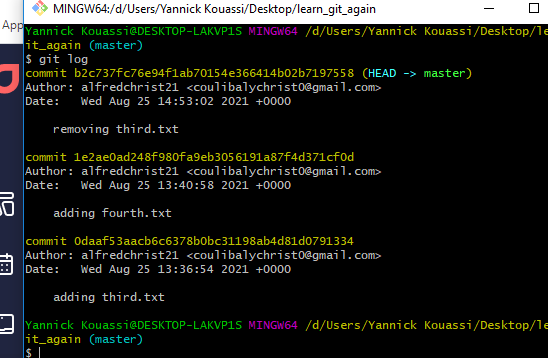 MINGW64:/d/Users/Yannick Kouassi/Desktop/learn_git_again
App
Yannick Kouassi@DESKTOP-LAKVP1S MINGW64 /d/Users/Yannick Kouassi/Desktop/le
it_again (master)
$ git log
commit b2c737fc76e94f1ab70154e366414b02b7197558 (HEAD -> master)
Author: alfredchrist21 <coulibalychrist0@gmail.com>
Date:   Wed Aug 25 14:53:02 2021 +0000
removing third.txt
commit 1e2ae0ad248f980fa9eb3056191a87f4d371cf0d
Author: alfredchrist21 <coulibalychrist0@gmail.com>
Date:   Wed Aug 25 13:40:58 2021 +0000
adding fourth.txt
commit 0daaf53aacb6c6378b0bc31198ab4d81d0791334
Author: alfredchrist21 <coulibalychrist0@gmail.com>
Date:   Wed Aug 25 13:36:54 2021 +0000
adding third.txt
Yannick Kouassi@DESKTOP-LAKVP1S MINGW64 /d/Users/Yannick Kouassi/Desktop/le
it_again (master)
$